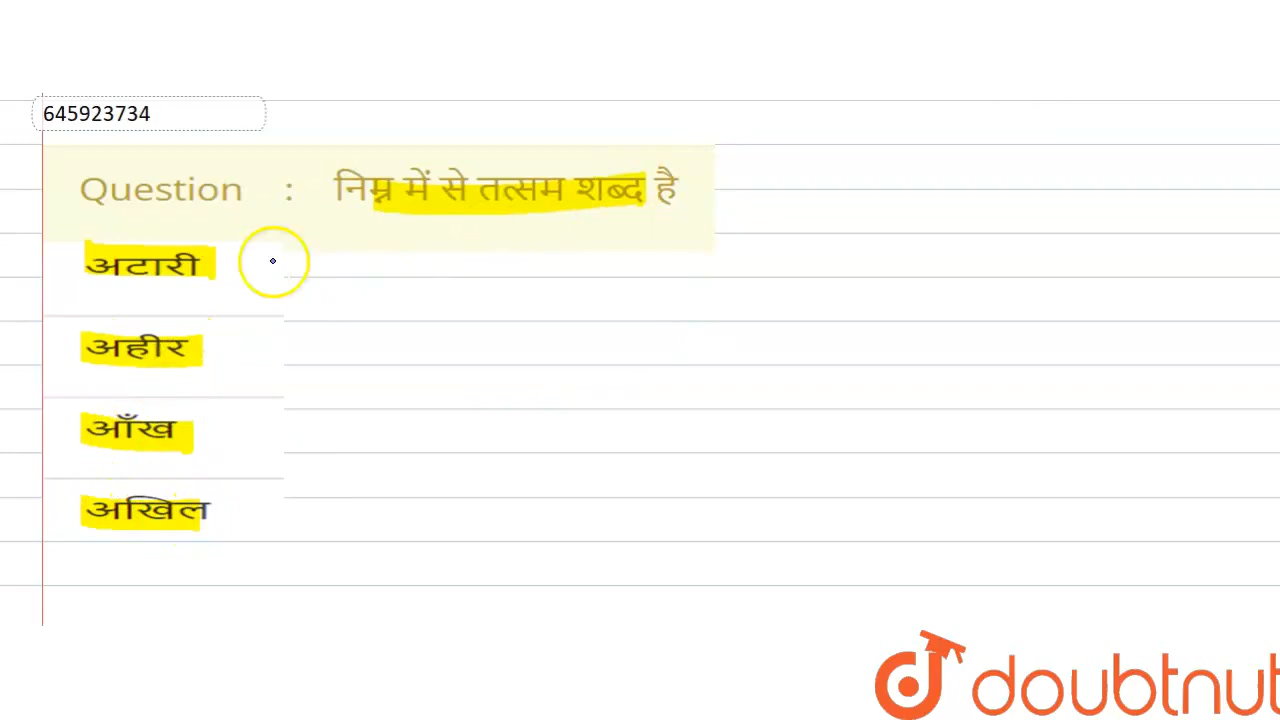 645923734
Question : निम्न में से तत्सम शब्द है
अटारी
अहीर
आँख
अखिल
doubtnut